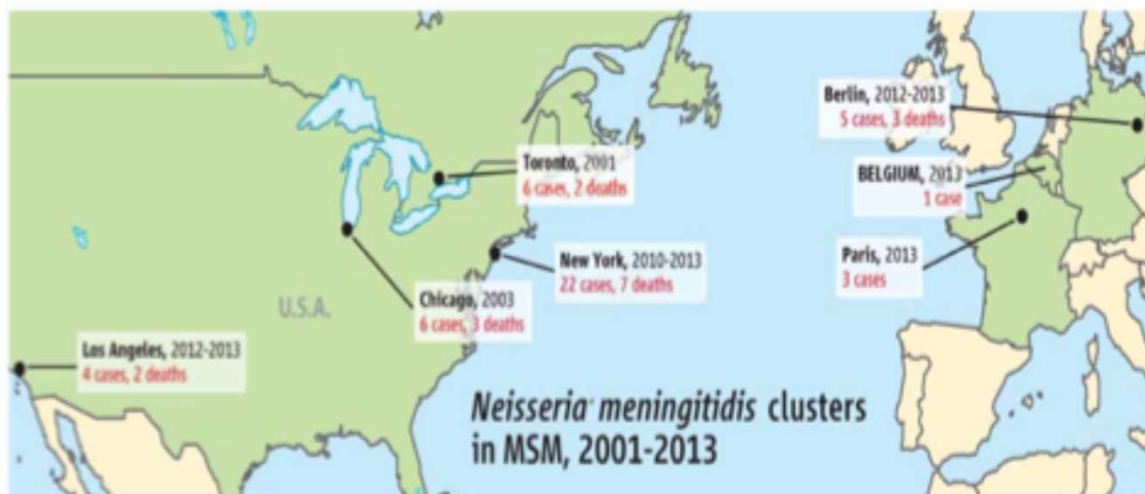 Berlin, 2012-2013
5 cases, 3 deaths
Toronto, 2001
6 cases, 2 deaths
BELGIUM, 2013
1 case
New York, 2010-2013
22 cases, 7 deaths
Paris, 2013
3 cases
U.S.A.
Chicago, 2003
6 cases, 3 deaths
Los Angeles, 2012-2013
4 cases, 2 deaths
Neisseria meningitidis clusters
in MSM, 2001-2013